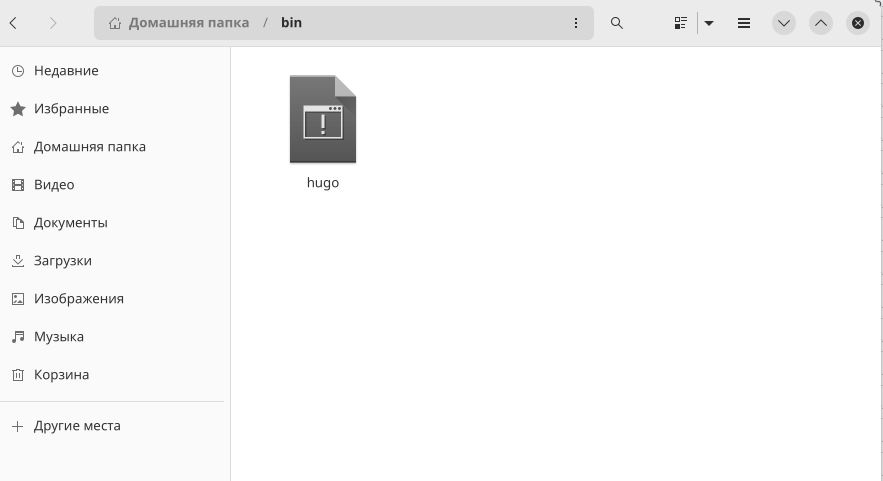 Домашняя папка / bin
Недавние
Избранные
Домашняя папка
Видео
Документы
Загрузки
Изображения
Музыка
Корзина
Другие места
hugo